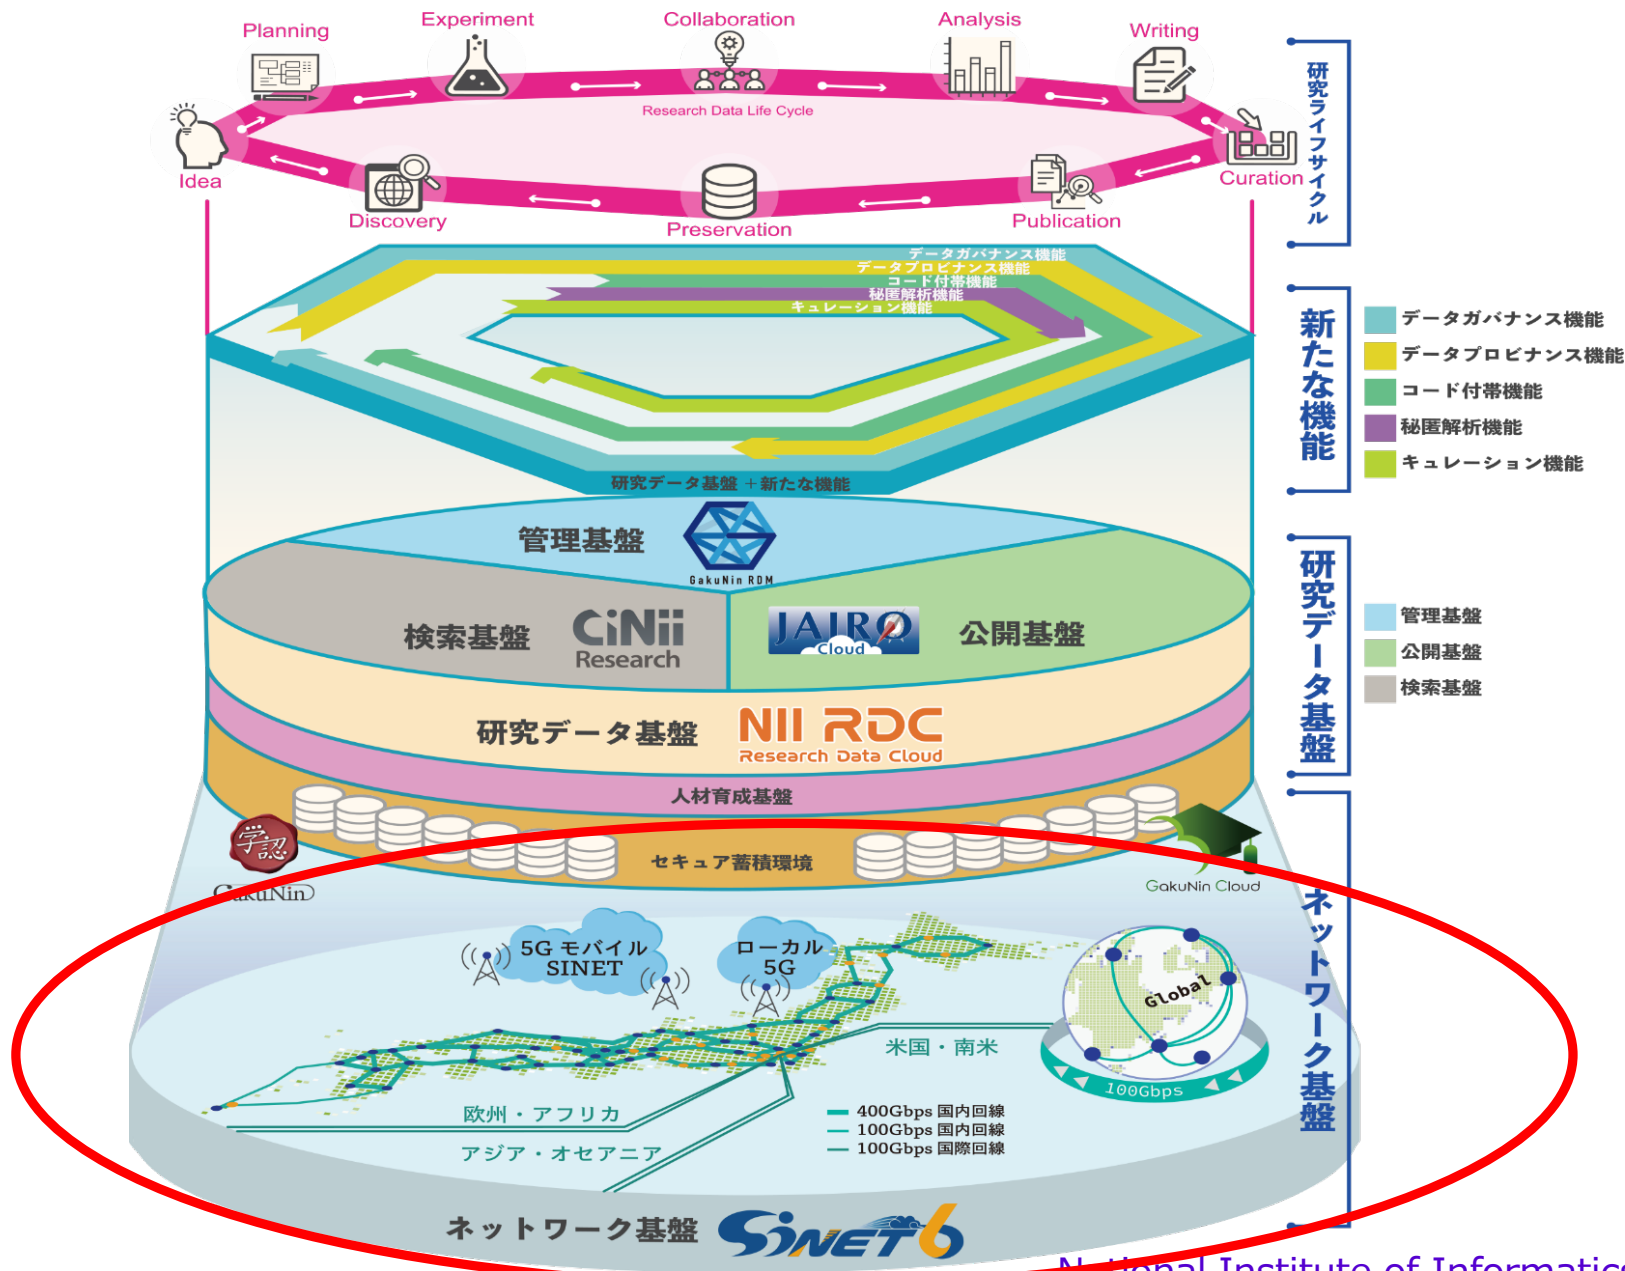 Planning
Experiment
Collaboration
Analysis
Writing
Research Data Life Cycle
Idea
Curation
Discovery
Preservation
Publication
研究ライフサイクル
データガバナンス機能
データプロビナンス機能
コード付帯機能
秘匿解析機能
キュレーション機能
研究データ基盤 + 新たな機能
新たな機能
データガバナンス機能
データプロビナンス機能
コード付帯機能
秘匿解析機能
キュレーション機能
管理基盤
GakuNin RDM
検索基盤
CiNii
Research
JAIRO
Cloud
公開基盤
研究データ基盤
NII RDC
Research Data Cloud
研究データ基盤
管理基盤
公開基盤
検索基盤
人材育成基盤
セキュア蓄積環境
学認
GakuNin
GakuNin Cloud
5G モバイル
SINET
ローカル
5G
Global
100Gbps
米国・南米
欧州・アフリカ
アジア・オセアニア
400Gbps 国内回線
100Gbps 国内回線
100Gbps 国際回線
ネットワーク基盤
ネットワーク基盤
SINET6
National Institute of Informatics